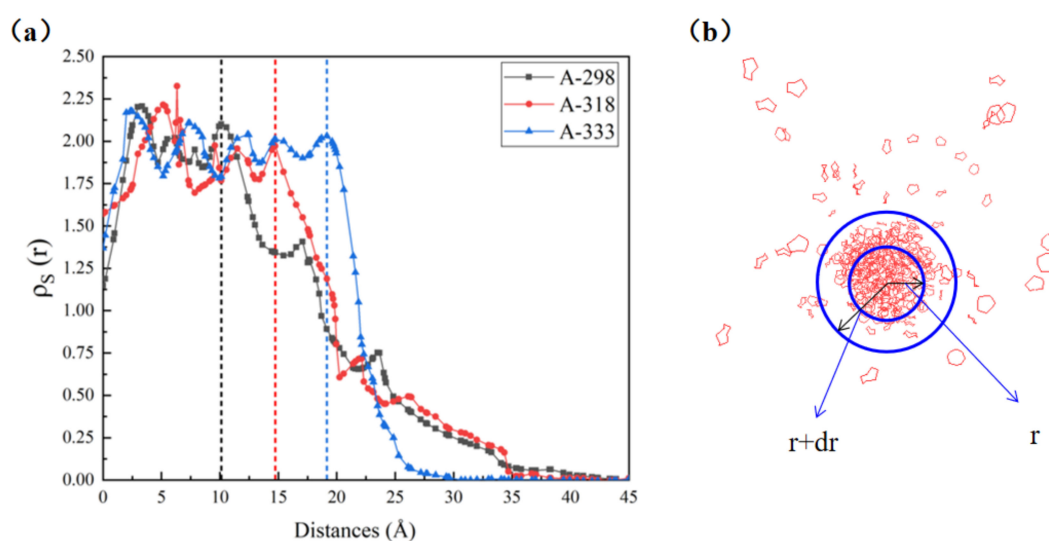 （a）
2.50
2.25
2.00
1.75
1.50
1.25
1.00
0.75
0.50
0.25
0.00
ρS (r)
A-298
A-318
A-333
0 5 10 15 20 25 30 35 40 45
Distances (Å)
（b）
r+dr
r